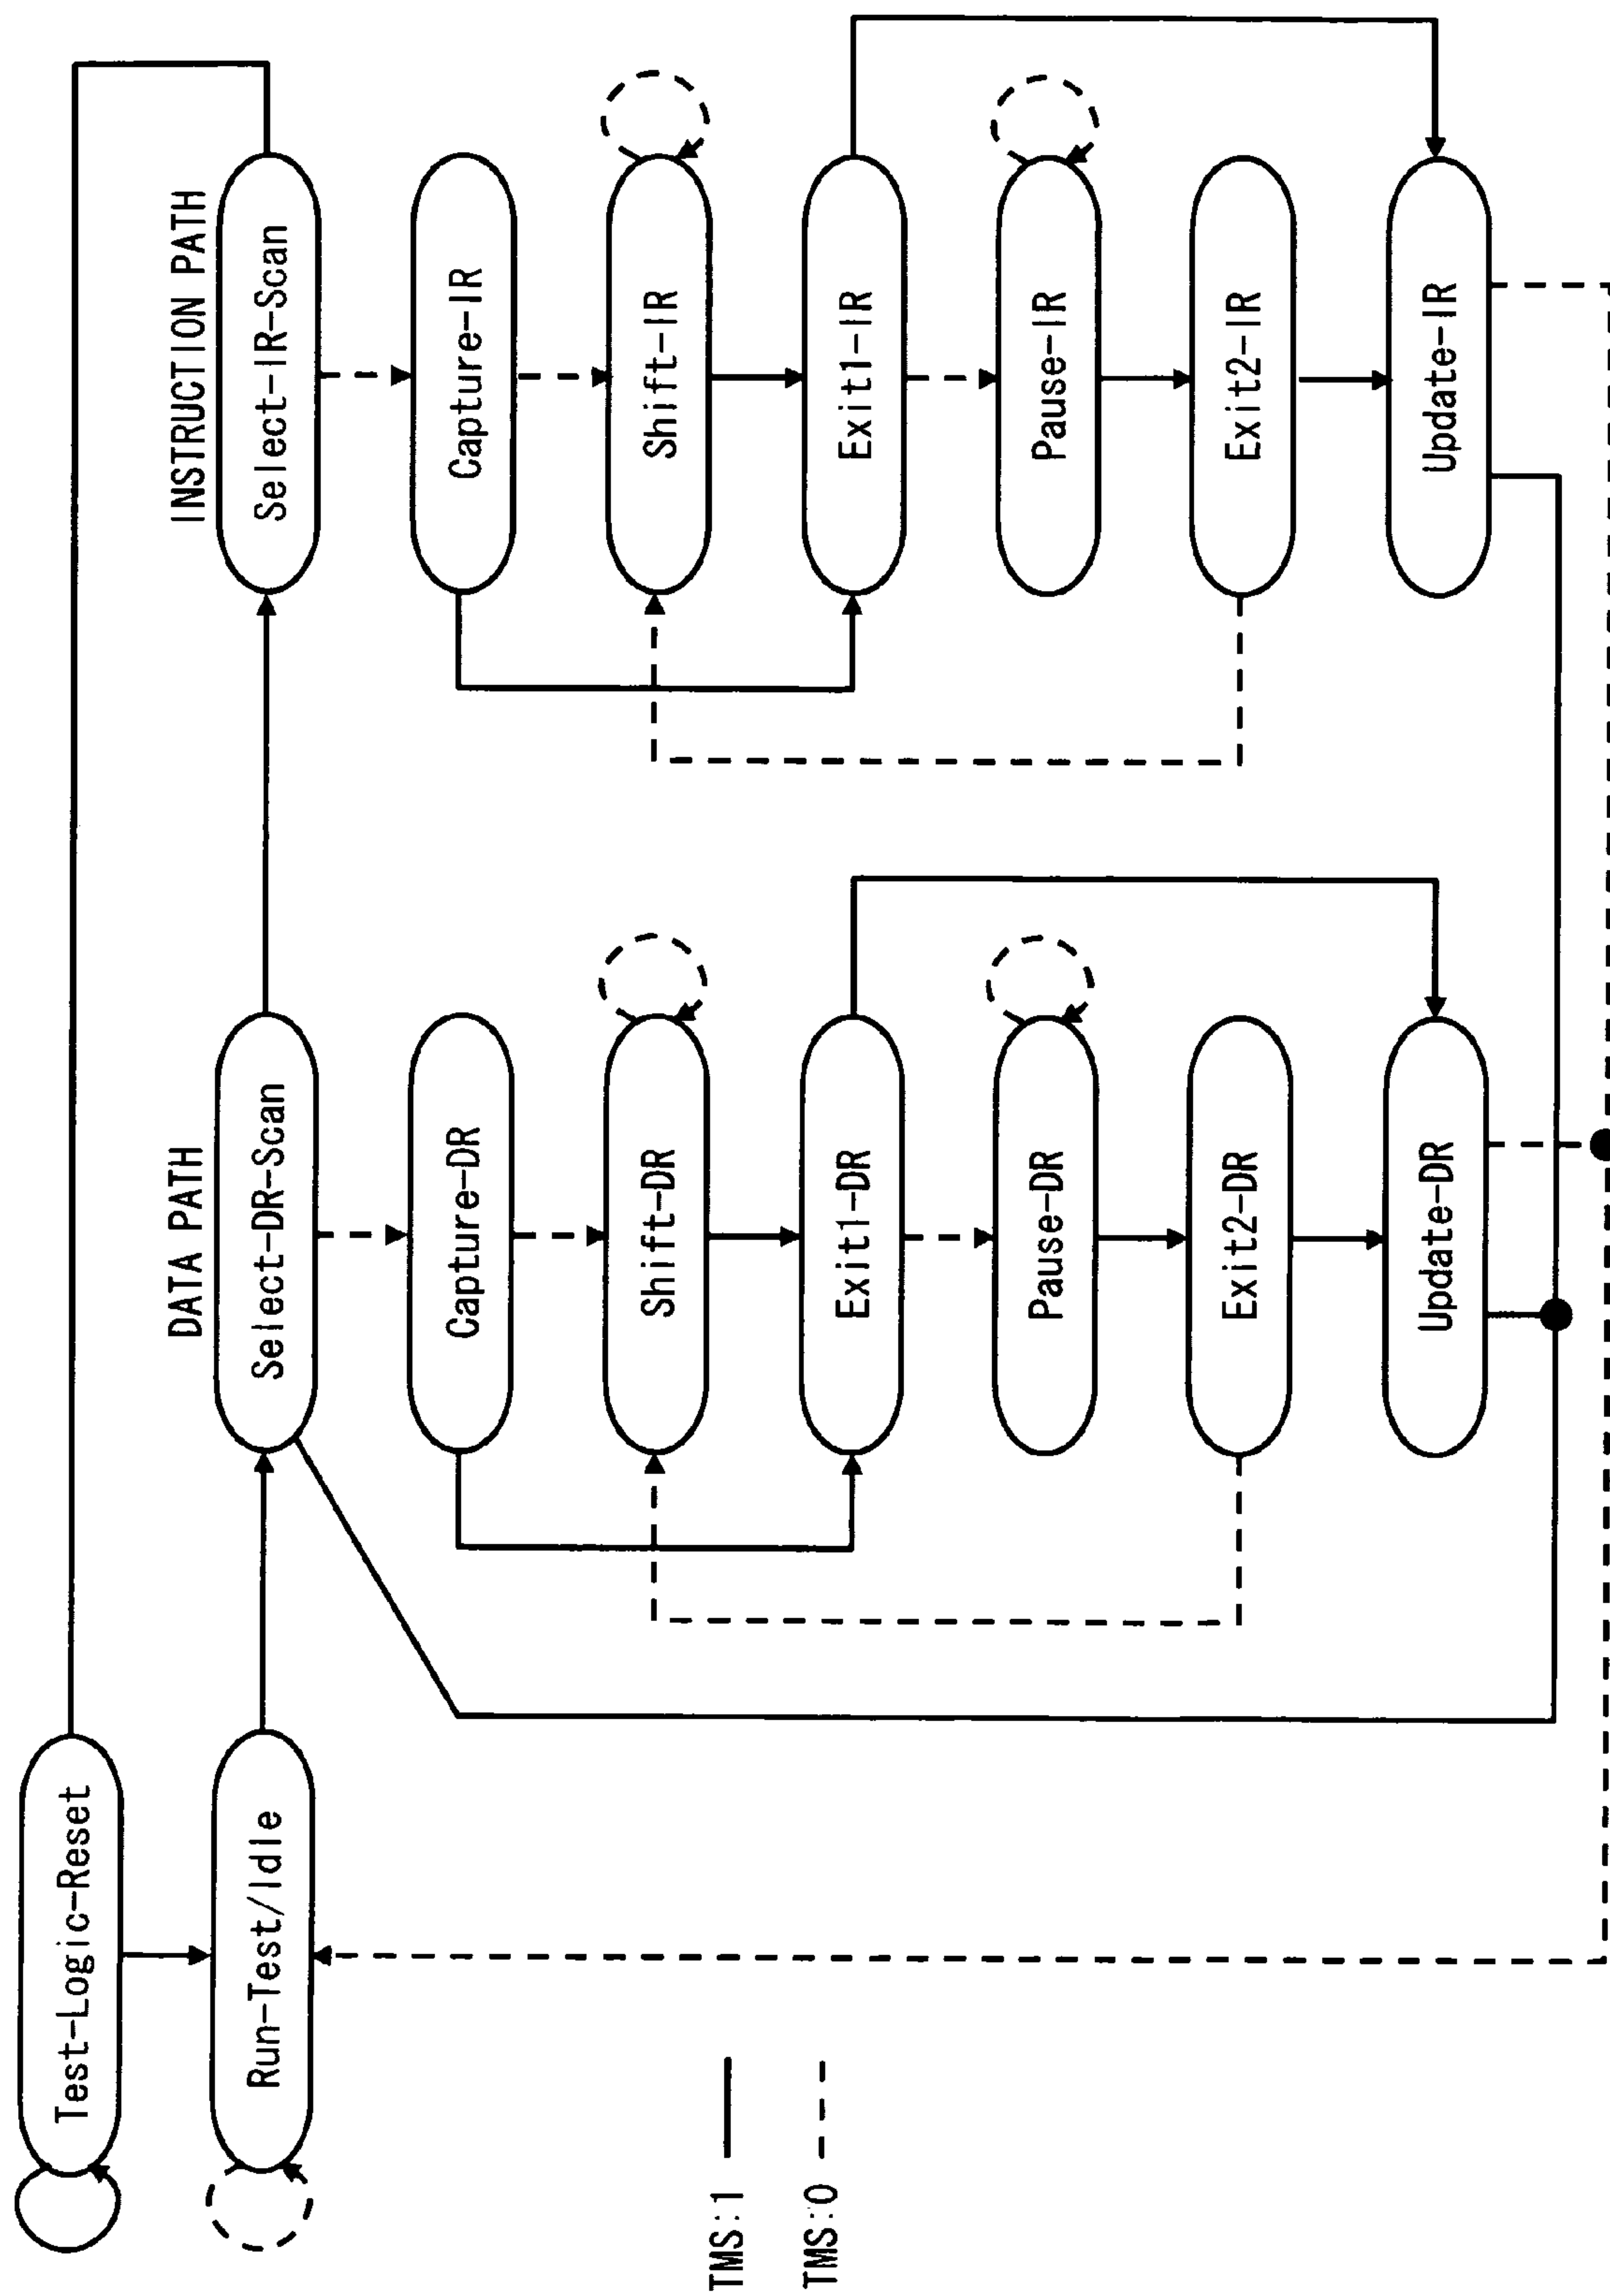 Test-Logic-Reset
Run-Test/Idle
DATA PATH
Select-DR-Scan
Capture-DR
Shift-DR
Exit1-DR
Pause-DR
Exit2-DR
Update-DR
INSTRUCTION PATH
Select-IR-Scan
Capture-IR
Shift-IR
Exit1-IR
Pause-IR
Exit2-IR
Update-IR
TMS:1
TMS:0